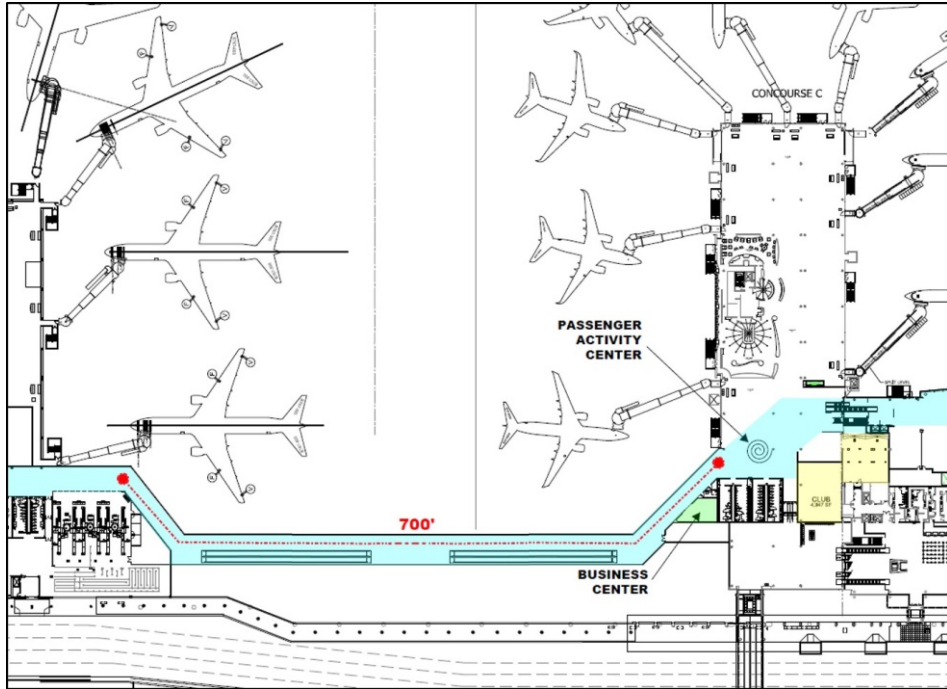 CONCOURSE C
PASSENGER
ACTIVITY
CENTER
CLUB
700'
BUSINESS
CENTER